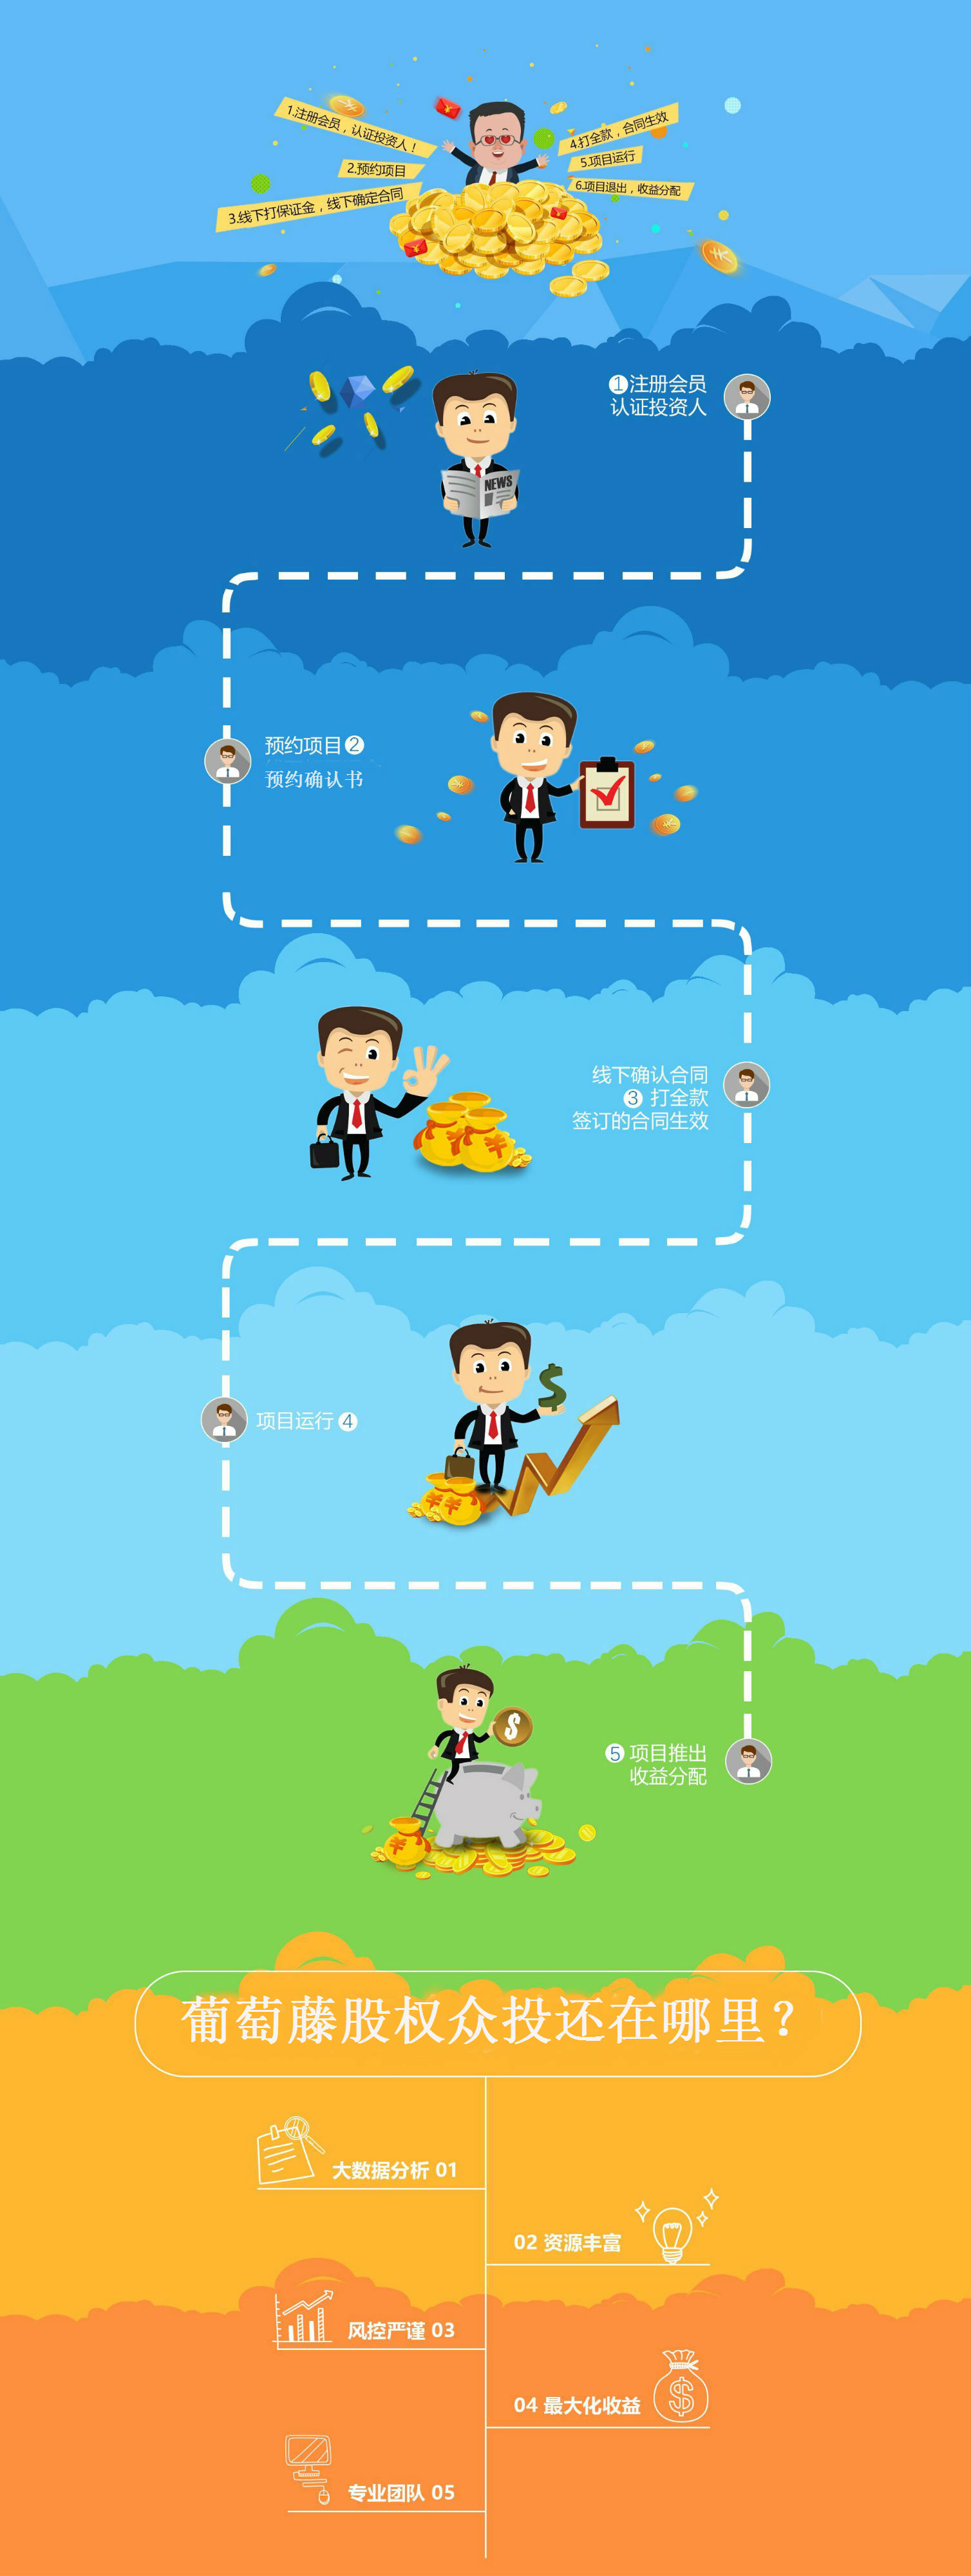 1.注册会员，认证投资人！
2.预约项目
3.线下打保证金，线下确定合同
4.打全款，合同生效
5.项目运行
6.项目退出，收益分配
1注册会员
认证投资人
NEWS
预约项目2
预约确认书
线下确认合同
3 打全款
签订的合同生效
项目运行 4
5 项目推出
收益分配
葡萄藤股权众投还在哪里？
大数据分析 01
02 资源丰富
风控严谨 03
04 最大化收益
专业团队 05